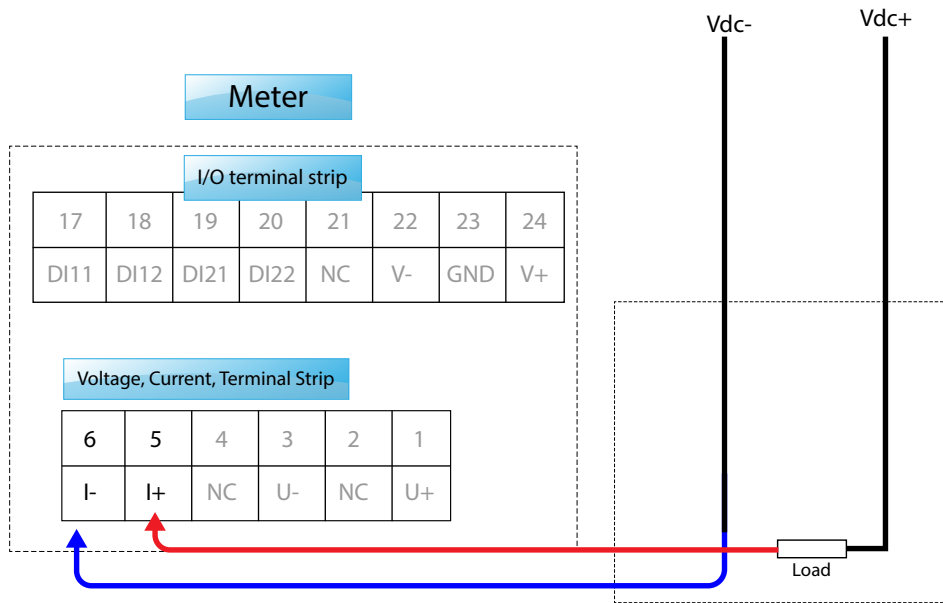 Vdc- Vdc+
Meter
I/O terminal strip
17 18 19 20 21 22 23 24
DI11 DI12 DI21 DI22 NC V- GND V+
Voltage, Current, Terminal Strip
6 5 4 3 2 1
I- I+ NC U- NC U+
Load